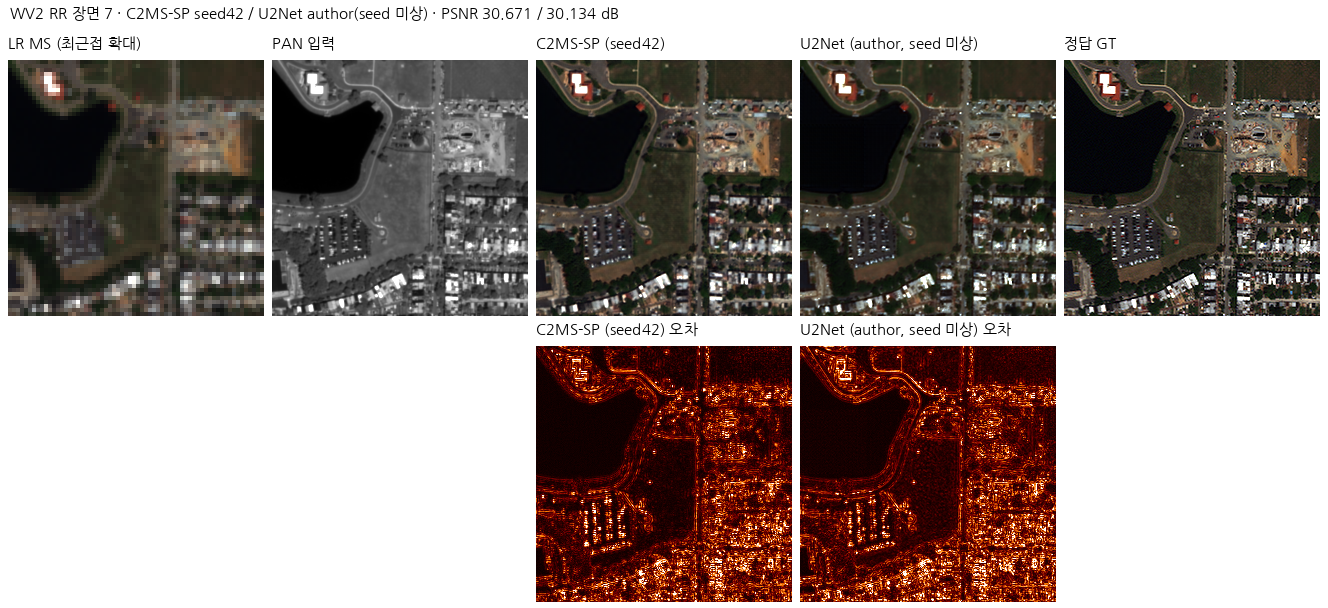 WV2 RR 장면 7 · C2MS-SP seed42 / U2Net author(seed 미상) · PSNR 30.671 / 30.134 dB
LR MS (최근접 확대)
PAN 입력
C2MS-SP (seed42)
U2Net (author, seed 미상)
정답 GT
C2MS-SP (seed42) 오차
U2Net (author, seed 미상) 오차